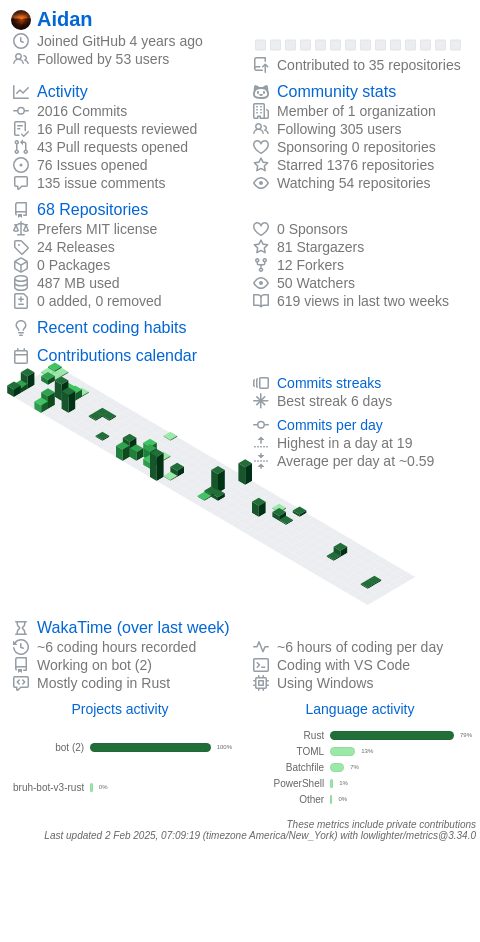 Aidan
Joined GitHub 4 years ago
Followed by 53 users
Contributed to 35 repositories
Activity
2016 Commits
16 Pull requests reviewed
43 Pull requests opened
76 Issues opened
135 issue comments
Community stats
Member of 1 organization
Following 305 users
Sponsoring 0 repositories
Starred 1376 repositories
Watching 54 repositories
68 Repositories
Prefers MIT license
24 Releases
0 Packages
487 MB used
0 added, 0 removed
0 Sponsors
81 Stargazers
12 Forkers
50 Watchers
619 views in last two weeks
Recent coding habits
Contributions calendar
Commits streaks
Best streak 6 days
Commits per day
Highest in a day at 19
Average per day at ~0.59
WakaTime (over last week)
~6 coding hours recorded
Working on bot (2)
Mostly coding in Rust
~6 hours of coding per day
Coding with VS Code
Using Windows
Projects activity
bot (2) 100%
bruh-bot-v3-rust 0%
Language activity
Rust 79%
TOML 13%
Batchfile 7%
PowerShell 1%
Other 0%
These metrics include private contributions
Last updated 2 Feb 2025, 07:09:19 (timezone America/New_York) with lowlighter/metrics@3.34.0